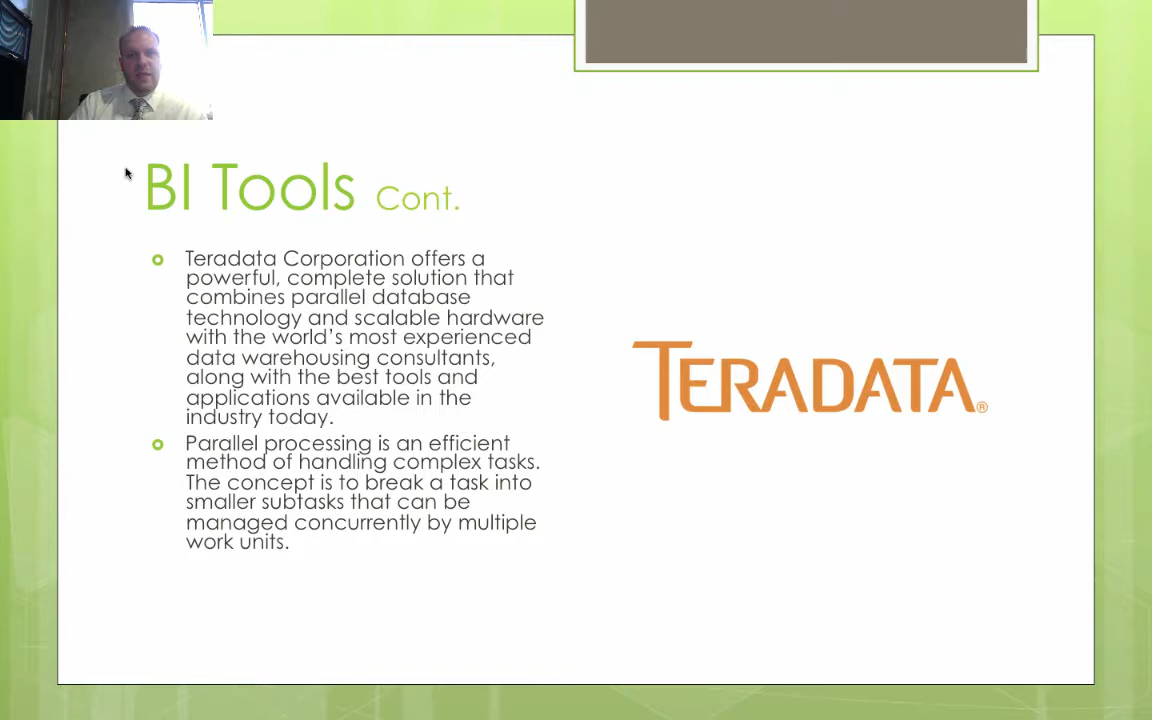 BI Tools Cont.
Teradata Corporation offers a
powerful, complete solution that
combines parallel database
technology and scalable hardware
with the world’s most experienced
data warehousing consultants,
along with the best tools and
applications available in the
industry today.
Parallel processing is an efficient
method of handling complex tasks.
The concept is to break a task into
smaller subtasks that can be
managed concurrently by multiple
work units.
TERADATA®